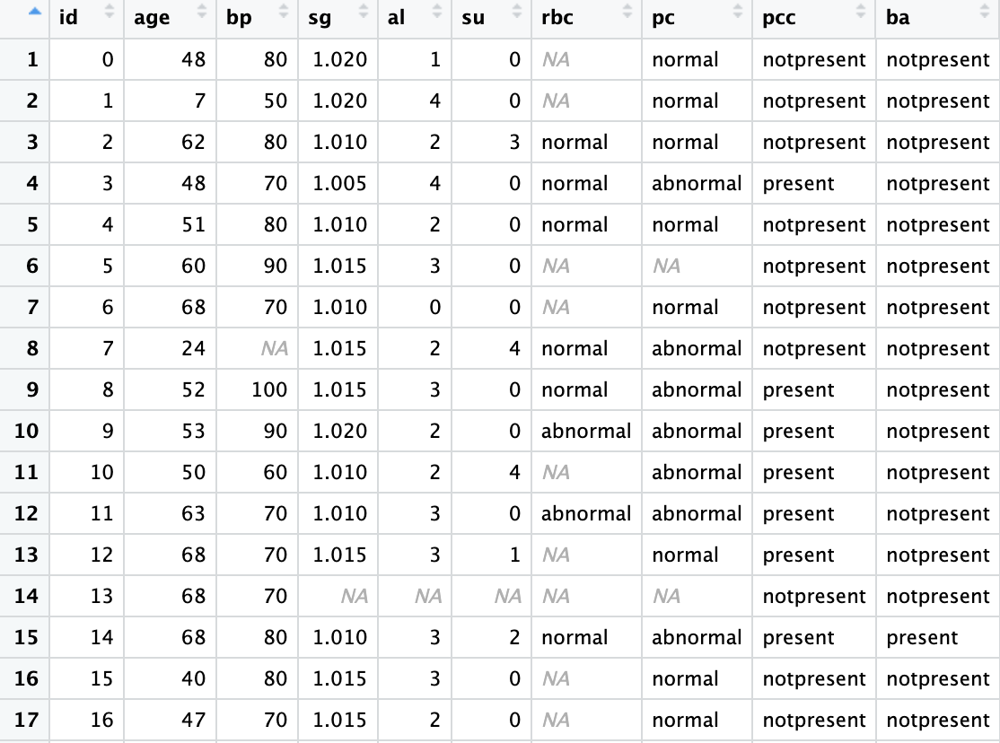 id age bp sg al su rbc pc pcc ba
1 0 48 80 1.020 1 0 NA normal notpresent notpresent
2 1 7 50 1.020 4 0 NA normal notpresent notpresent
3 2 62 80 1.010 2 3 normal normal notpresent notpresent
4 3 48 70 1.005 4 0 normal abnormal present notpresent
5 4 51 80 1.010 2 0 normal normal notpresent notpresent
6 5 60 90 1.015 3 0 NA NA notpresent notpresent
7 6 68 70 1.010 0 0 NA normal notpresent notpresent
8 7 24 NA 1.015 2 4 normal abnormal notpresent notpresent
9 8 52 100 1.015 3 0 normal abnormal present notpresent
10 9 53 90 1.020 2 0 abnormal abnormal present notpresent
11 10 50 60 1.010 2 4 NA abnormal present notpresent
12 11 63 70 1.010 3 0 abnormal abnormal present notpresent
13 12 68 70 1.015 3 1 NA normal present notpresent
14 13 68 70 NA NA NA NA NA notpresent notpresent
15 14 68 80 1.010 3 2 normal abnormal present present
16 15 40 80 1.015 3 0 NA normal notpresent notpresent
17 16 47 70 1.015 2 0 NA normal notpresent notpresent